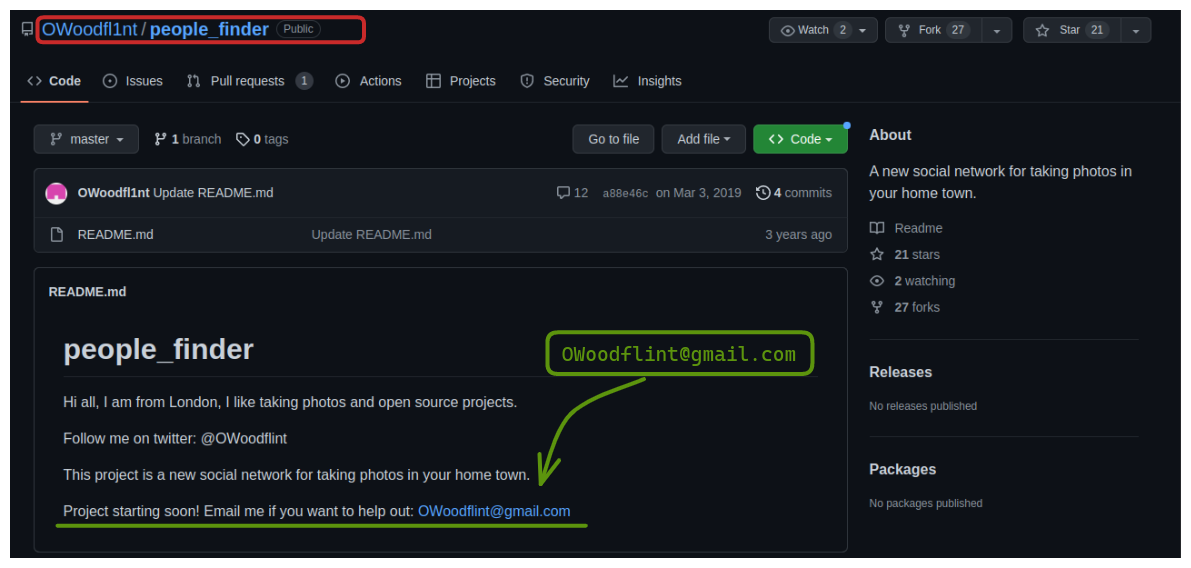 OWoodfl1nt / people_finder Public
Watch 2
Fork 27
Star 21
Code
Issues
Pull requests 1
Actions
Projects
Security
Insights
master
1 branch
0 tags
Go to file
Add file
Code
OWoodfl1nt Update README.md
12
a88e46c on Mar 3, 2019
4 commits
README.md
Update README.md
3 years ago
README.md
people_finder
OWoodflint@gmail.com
Hi all, I am from London, I like taking photos and open source projects.
Follow me on twitter: @OWoodflint
This project is a new social network for taking photos in your home town.
Project starting soon! Email me if you want to help out: OWoodflint@gmail.com
About
A new social network for taking photos in
your home town.
Readme
21 stars
2 watching
27 forks
Releases
No releases published
Packages
No packages published